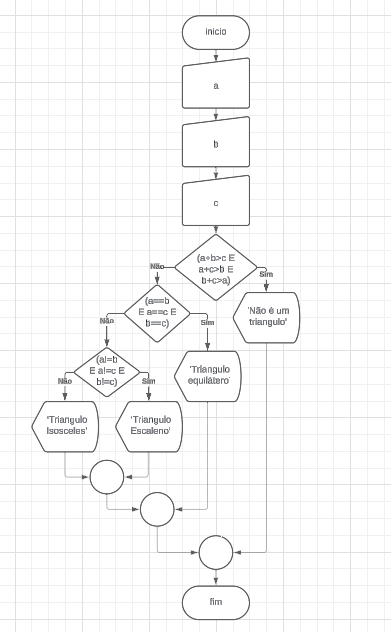 inicio
a
b
c
(a+b>c E
a+c>b E
b+c>a)
Não
Sim
(a==b
E a==c E
b==c)
'Não é um
triangulo'
Não
Sim
(a!=b
E a!=c E
b!=c)
'Triangulo
equilátero'
Não
Sim
'Triangulo
Isosceles'
'Triangulo
Escaleno'
fim